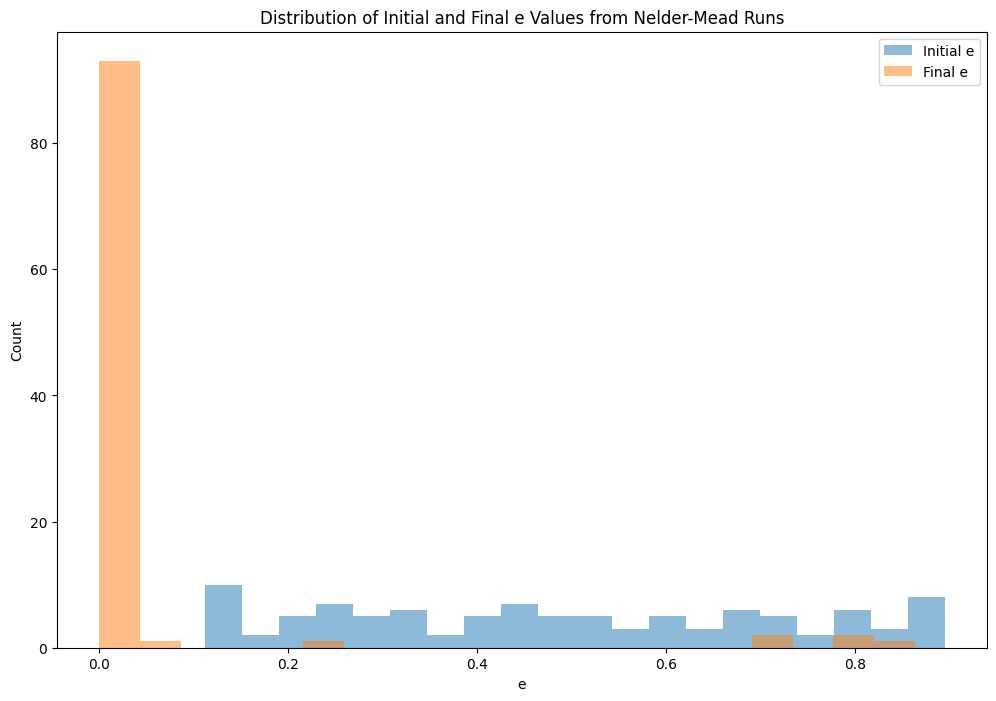 Distribution of Initial and Final e Values from Nelder-Mead Runs
Initial e
Final e
Count
80
60
40
20
0
0.0
0.2
0.4
0.6
0.8
e